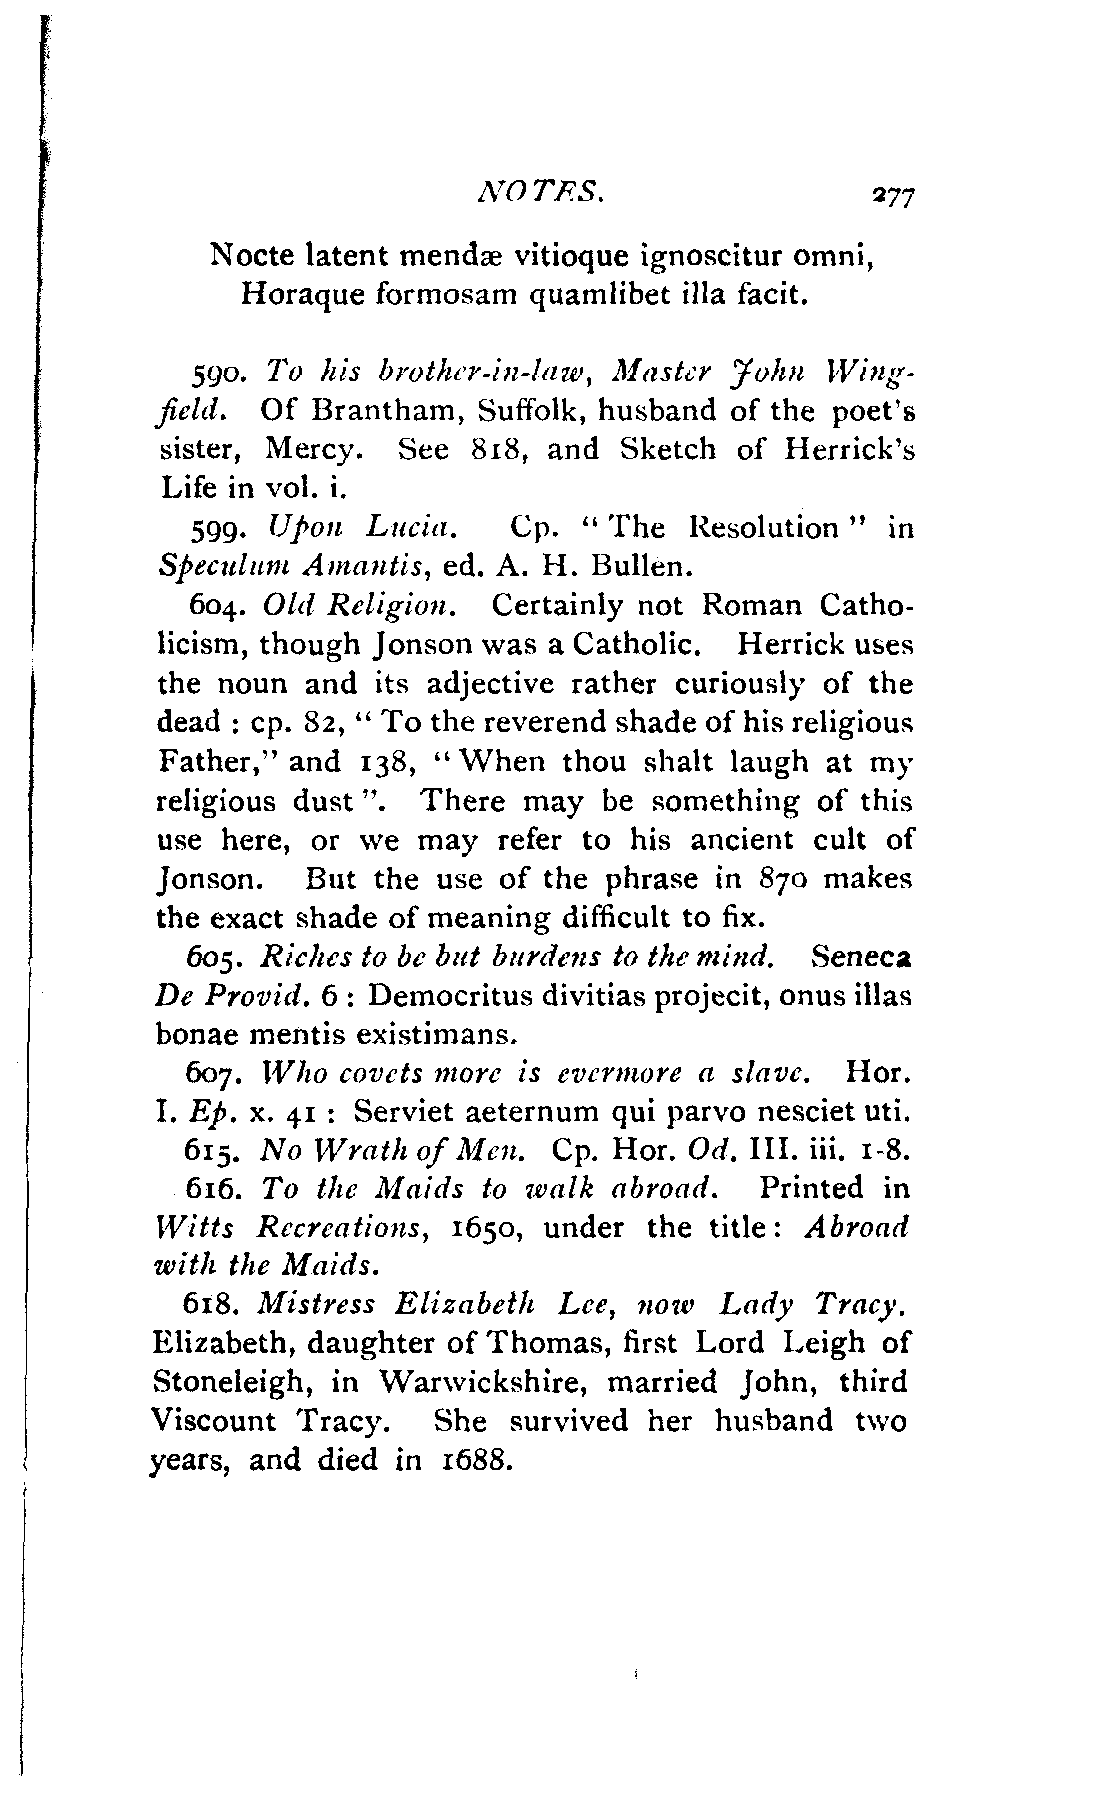 NOTES. 277
Nocte latent mendæ vitioque ignoscitur omni,
Horaque formosam quamlibet illa facit.
590. To his brother-in-law, Master John Wing-
field. Of Brantham, Suffolk, husband of the poet's
sister, Mercy. See 818, and Sketch of Herrick's
Life in vol. i.
599. Upon Lucia. Cp. "The Resolution" in
Speculum Amantis, ed. A. H. Bullen.
604. Old Religion. Certainly not Roman Catho-
licism, though Jonson was a Catholic. Herrick uses
the noun and its adjective rather curiously of the
dead : cp. 82, "To the reverend shade of his religious
Father," and 138, "When thou shalt laugh at my
religious dust". There may be something of this
use here, or we may refer to his ancient cult of
Jonson. But the use of the phrase in 870 makes
the exact shade of meaning difficult to fix.
605. Riches to be but burdens to the mind. Seneca
De Provid. 6 : Democritus divitias projecit, onus illas
bonae mentis existimans.
607. Who covets more is evermore a slave. Hor.
I. Ep. x. 41 : Serviet aeternum qui parvo nesciet uti.
615. No Wrath of Men. Cp. Hor. Od. III. iii. 1-8.
616. To the Maids to walk abroad. Printed in
Witts Recreations, 1650, under the title: Abroad
with the Maids.
618. Mistress Elizabeth Lee, now Lady Tracy.
Elizabeth, daughter of Thomas, first Lord Leigh of
Stoneleigh, in Warwickshire, married John, third
Viscount Tracy. She survived her husband two
years, and died in 1688.